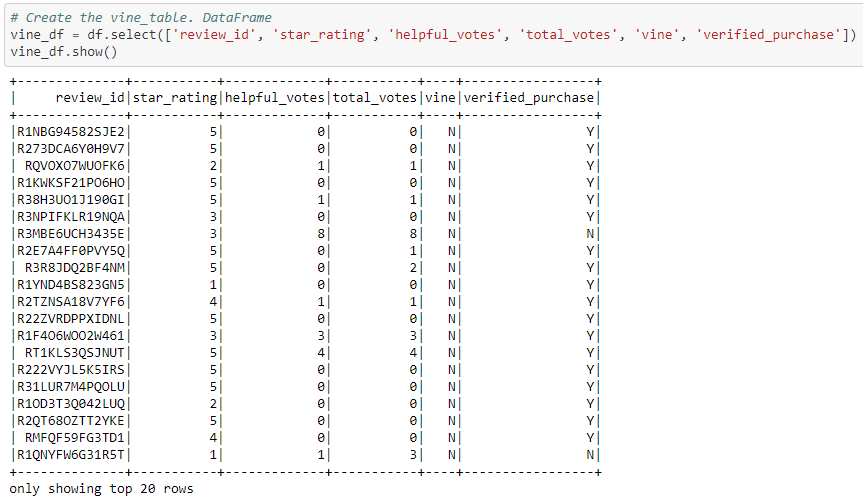 # Create the vine_table. DataFrame
vine_df = df.select(['review_id', 'star_rating', 'helpful_votes', 'total_votes', 'vine', 'verified_purchase'])
vine_df.show()
+--------------+-----------+-------------+-----------+----+-----------------+
|     review_id|star_rating|helpful_votes|total_votes|vine|verified_purchase|
+--------------+-----------+-------------+-----------+----+-----------------+
|R1NBG94582SJE2|          5|            0|          0|   N|                Y|
|R273DCA6Y0H9V7|          5|            0|          0|   N|                Y|
| RQVOXO7WUOFK6|          2|            1|          1|   N|                Y|
|R1KWKSF21PO6HO|          5|            0|          0|   N|                Y|
|R38H3UO1J190GI|          5|            1|          1|   N|                Y|
|R3NPIFKLR19NQA|          3|            0|          0|   N|                Y|
|R3MBE6UCH3435E|          3|            8|          8|   N|                N|
|R2E7A4FF0PVY5Q|          5|            0|          1|   N|                Y|
| R3R8JDQ2BF4NM|          5|            0|          2|   N|                Y|
|R1YND4BS823GN5|          1|            0|          0|   N|                Y|
|R2TZNSA18V7YF6|          4|            1|          1|   N|                Y|
|R22ZVRDPPXIDNL|          5|            0|          0|   N|                Y|
|R1F4O6WOO2W461|          3|            3|          3|   N|                Y|
| RT1KLS3QSJNUT|          5|            4|          4|   N|                Y|
|R222VYJL5K5IRS|          5|            0|          0|   N|                Y|
|R31LUR7M4PQOLU|          5|            0|          0|   N|                Y|
|R1OD3T3Q042LUQ|          2|            0|          0|   N|                Y|
|R2QT68OZTT2YKE|          5|            0|          0|   N|                Y|
| RMFQF59FG3TD1|          4|            0|          0|   N|                Y|
|R1QNYFW6G31R5T|          1|            1|          3|   N|                N|
+--------------+-----------+-------------+-----------+----+-----------------+
only showing top 20 rows